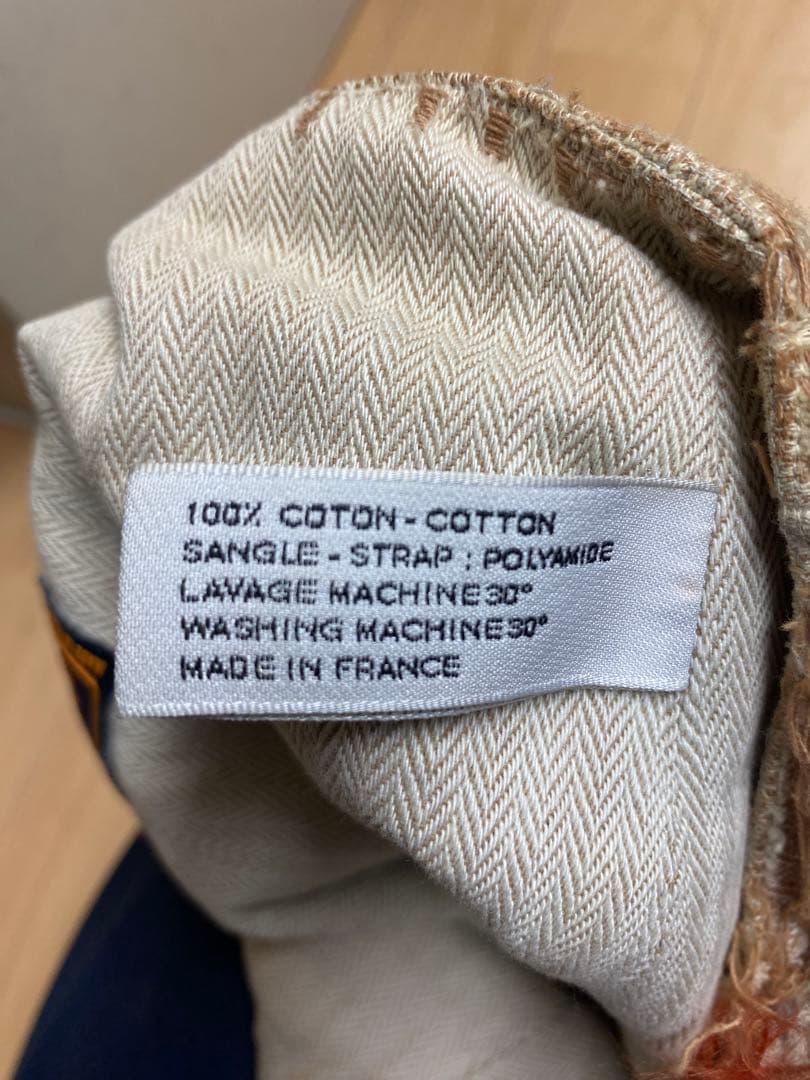 100% COTON - COTTON
SANGLE - STRAP : POLYAMIDE
LAVAGE MACHINE 30°
WASHING MACHINE 30°
MADE IN FRANCE